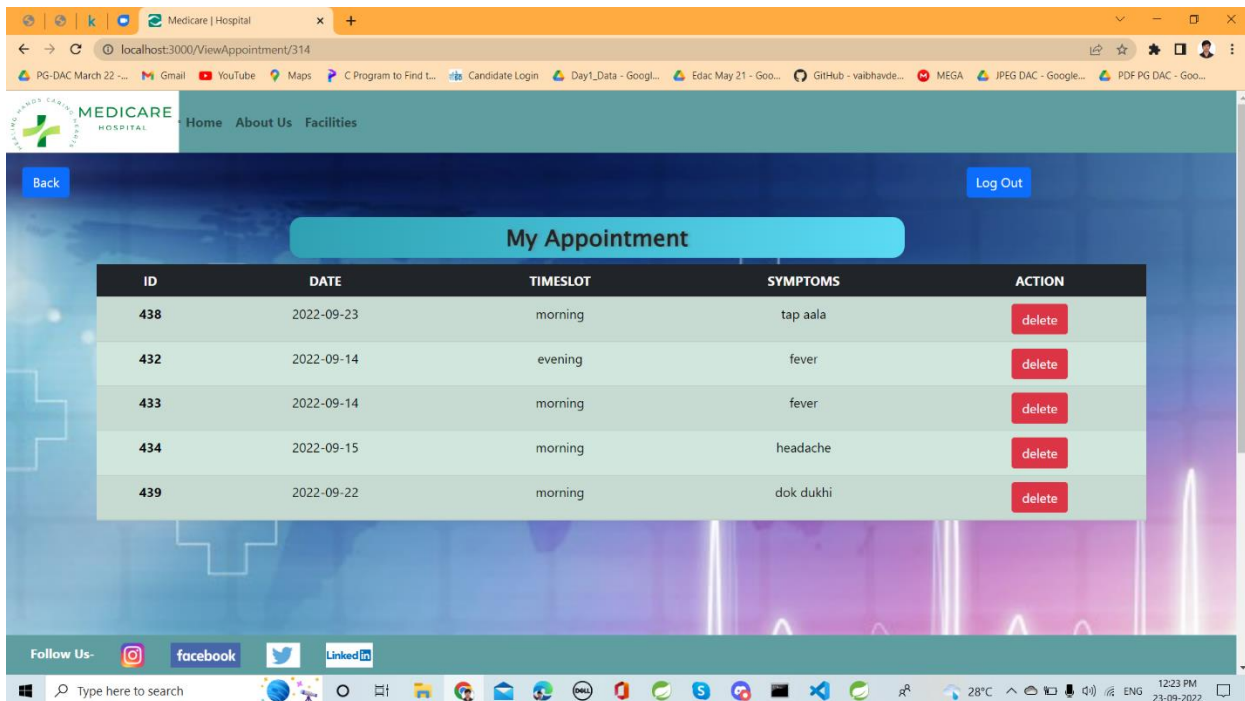 k
Medicare | Hospital
localhost:3000/ViewAppointment/314
PG-DAC March 22 -... Gmail YouTube Maps C Program to Find t... Candidate Login Day1_Data - Googl... Edac May 21 - Goo... GitHub - vaibhavde... MEGA JPEG DAC - Google... PDF PG DAC - Goo...
HEALING HANDS CARING HEARTS
MEDICARE
HOSPITAL
Home About Us Facilities
Back Log Out
My Appointment
ID DATE TIMESLOT SYMPTOMS ACTION
438 2022-09-23 morning tap aala delete
432 2022-09-14 evening fever delete
433 2022-09-14 morning fever delete
434 2022-09-15 morning headache delete
439 2022-09-22 morning dok dukhi delete
Follow Us- facebook Linked in
Type here to search DELL S 28°C ENG 12:23 PM
23-09-2022